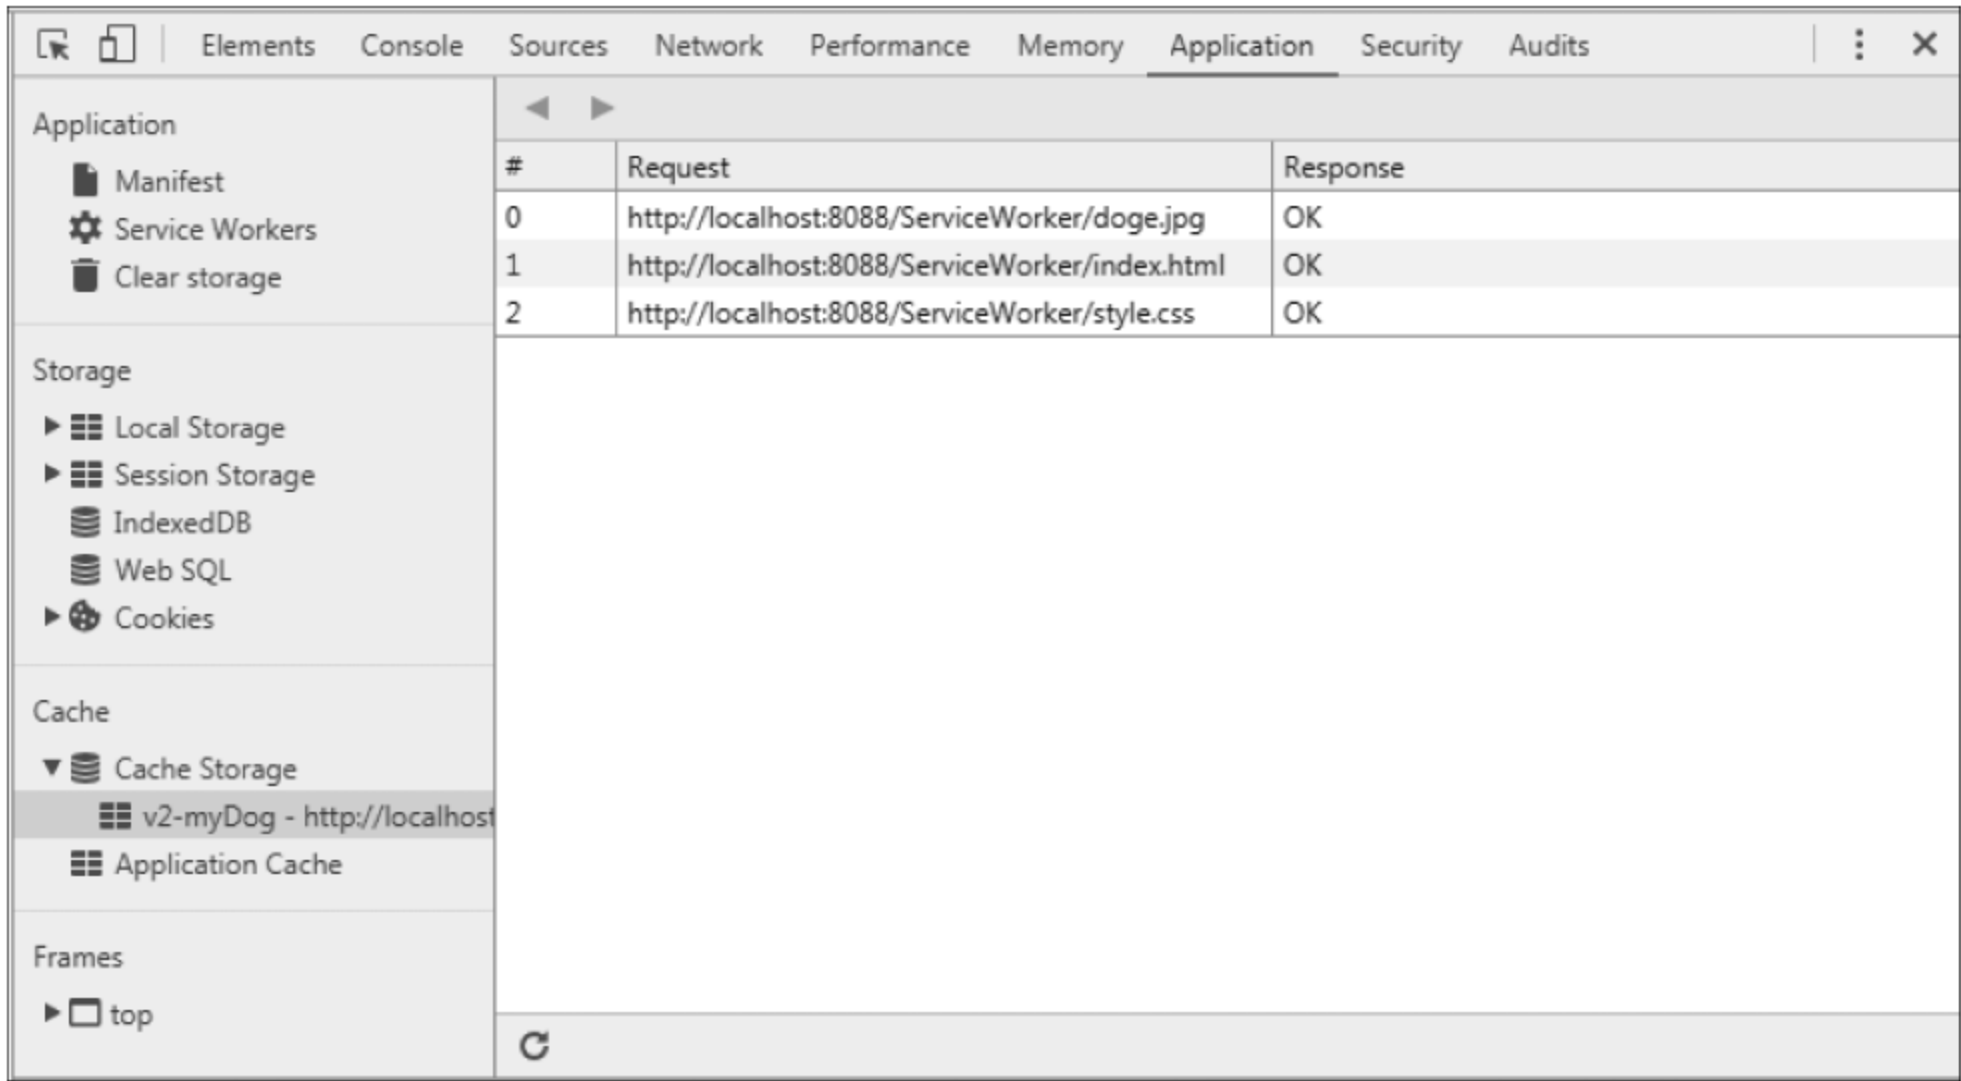 Elements Console Sources Network Performance Memory Application Security Audits
Application
Manifest
Service Workers
Clear storage
Storage
Local Storage
Session Storage
IndexedDB
Web SQL
Cookies
Cache
Cache Storage
v2-myDog - http://localhost
Application Cache
Frames
top
# Request Response
0 http://localhost:8088/ServiceWorker/doge.jpg OK
1 http://localhost:8088/ServiceWorker/index.html OK
2 http://localhost:8088/ServiceWorker/style.css OK